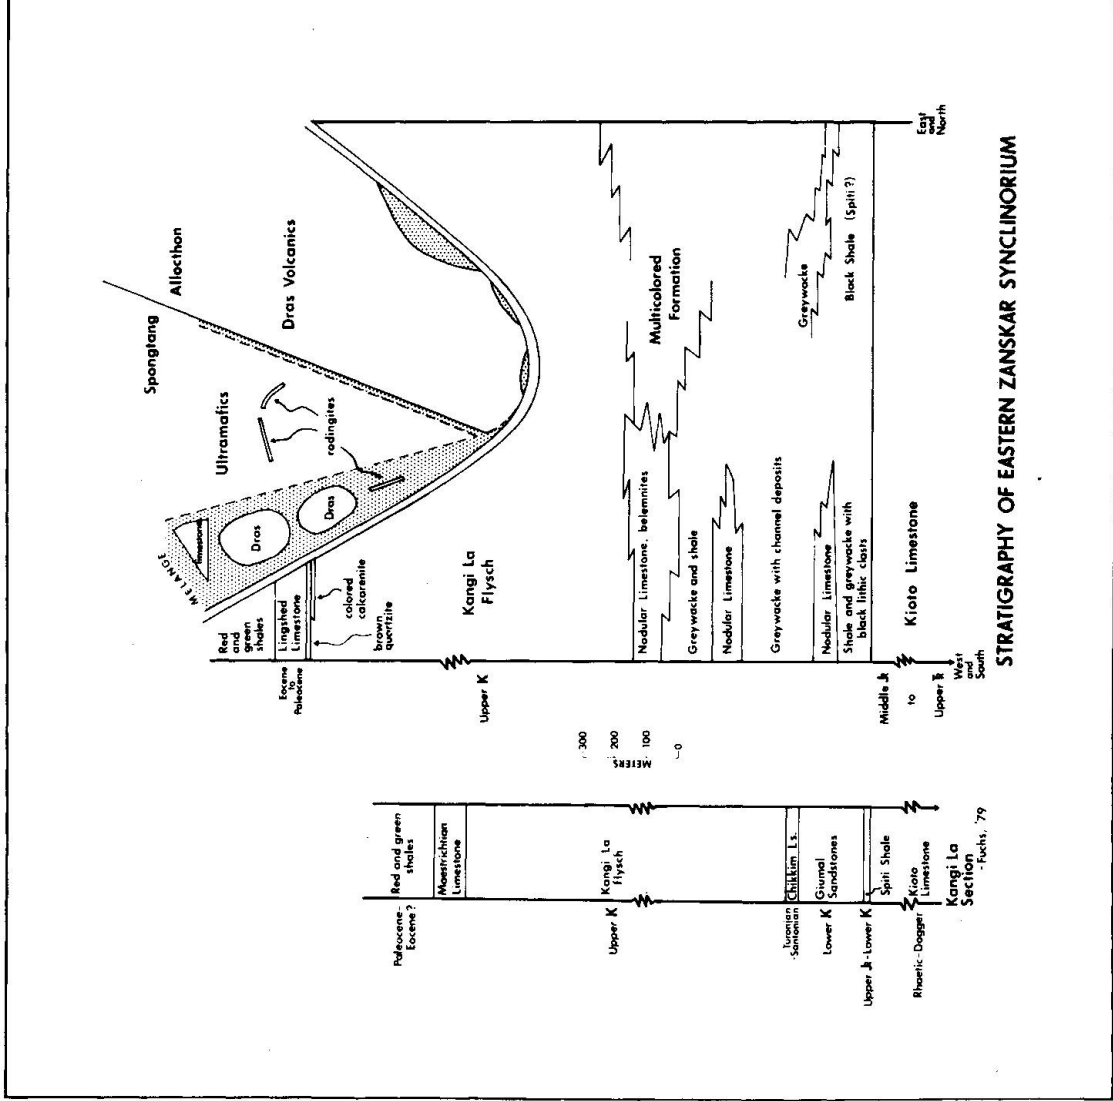 Spongtang
Allocthon
MELANGE
limestone
Dras
Dras
Ultramafics
rodingites
Dras Volcanics
Red
and
green
shales
Lingshed
Limestone
Eocene
to
Paleocene
colored
calcarenite
brown
quartzite
Kangi La
Flysch
Upper K
Multicolored
Formation
Nodular Limestone, belemnites
Greywacke and shale
Nodular Limestone
Greywacke with channel deposits
Greywacke
Nodular Limestone
Shale and greywacke with
black lithic clasts
Black Shale (Spiti?)
Middle Jr
to
Upper Tr
Kioto Limestone
West
and
South
East
and
North
STRATIGRAPHY OF EASTERN ZANSKAR SYNCLINORIUM
300
200
100
0
METERS
Paleocene-
Eocene?
Red and green
shales
Maestrichtian
Limestone
Upper K
Kangi La
flysch
Turonian
-Santonian
Chikkim Ls.
Lower K
Giumal
Sandstones
Upper Jr-Lower K
Spiti Shale
Rhaetic-Dogger
Kioto
Limestone
Kangi La
Section
-Fuchs, '79